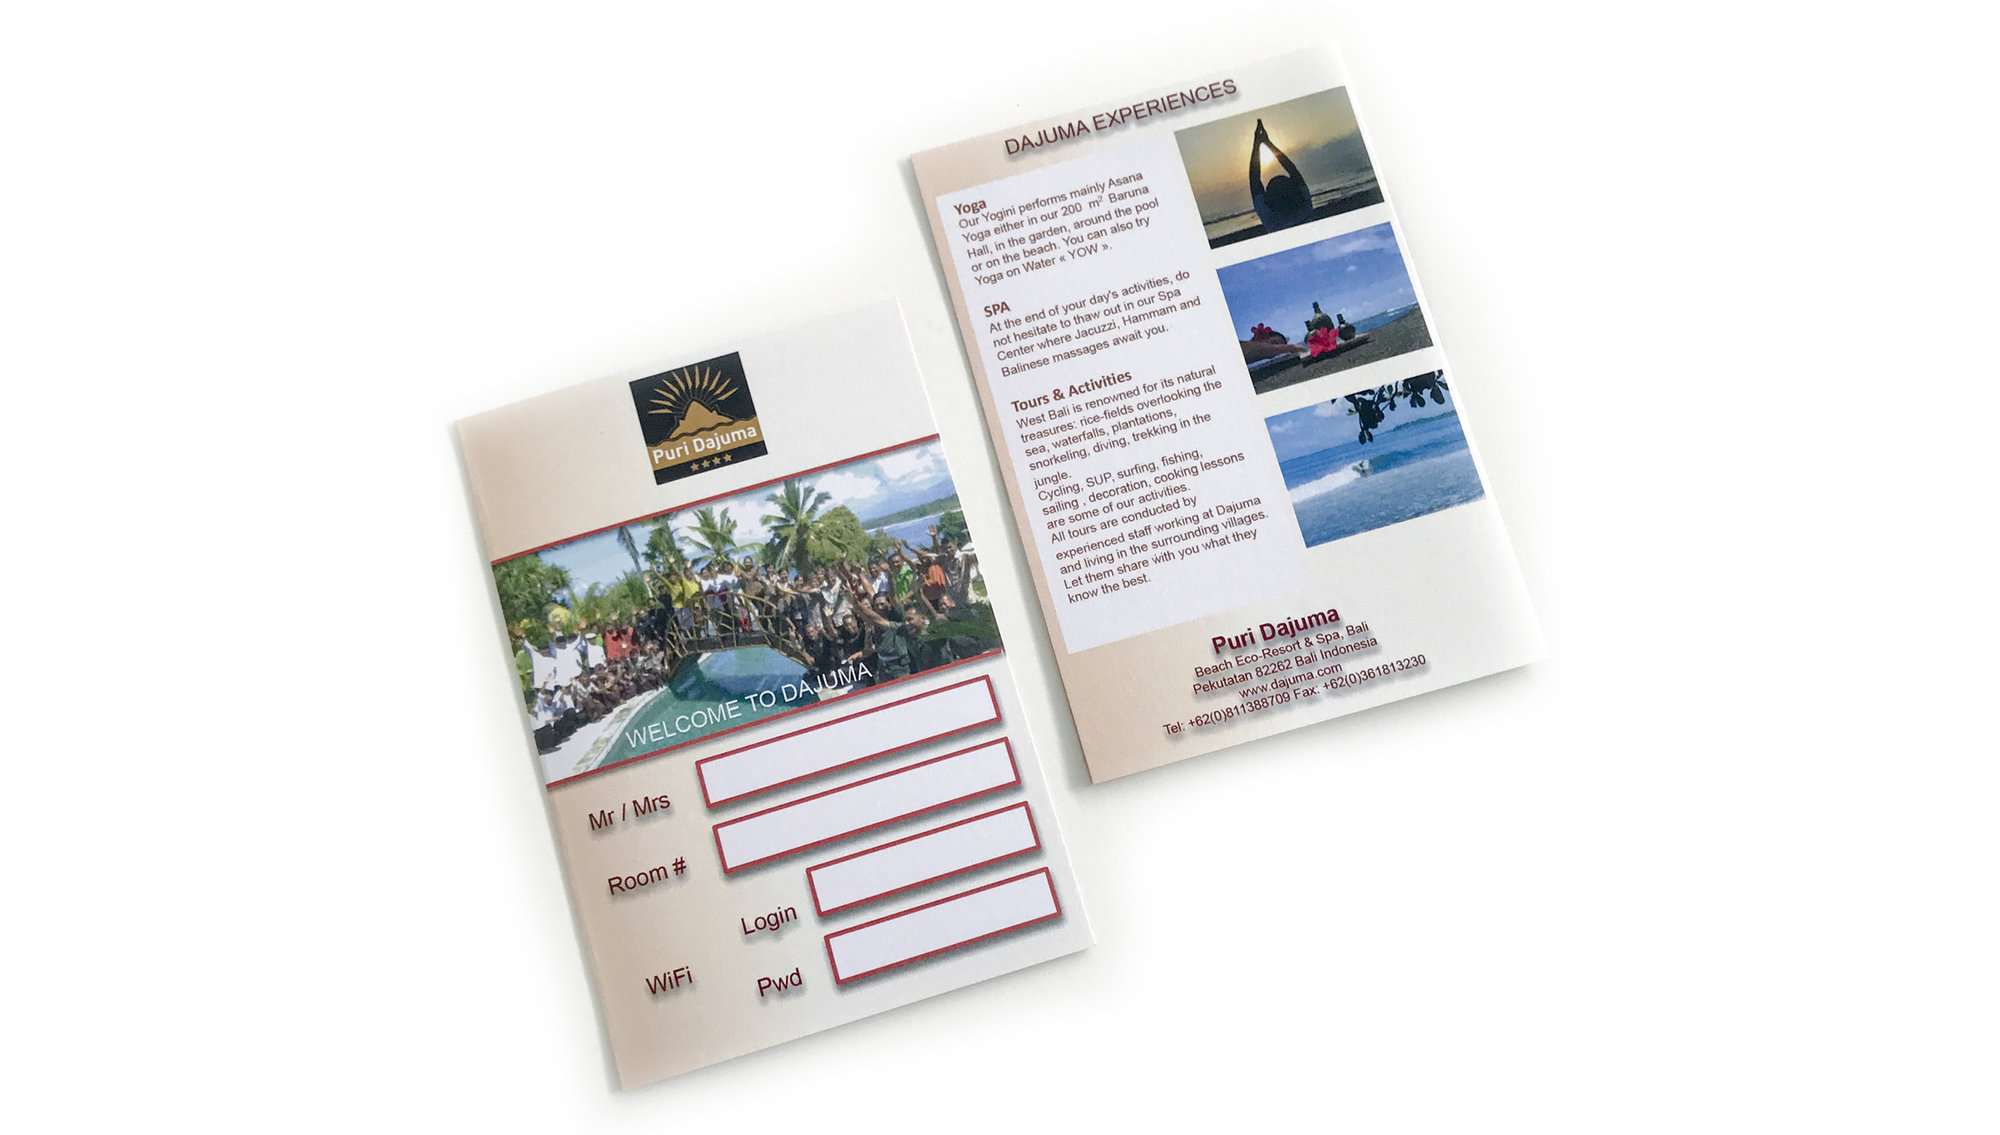 Puri Dajuma
WELCOME TO DAJUMA
Mr / Mrs
Room #
Login
WiFi
Pwd
DAJUMA EXPERIENCES
Yoga
Our Yogini performs mainly Asana
Yoga either in our 200 m² Baruna
Hall, in the garden, around the pool
or on the beach. You can also try
Yoga on Water « YOW ».
SPA
At the end of your day's activities, do
not hesitate to thaw out in our Spa
Center where Jacuzzi, Hammam and
Balinese massages await you.
Tours & Activities
West Bali is renowned for its natural
treasures: rice-fields overlooking the
sea, waterfalls, plantations,
snorkeling, diving, trekking in the
jungle.
Cycling, SUP, surfing, fishing,
sailing , decoration, cooking lessons
are some of our activities.
All tours are conducted by
experienced staff working at Dajuma
and living in the surrounding villages.
Let them share with you what they
know the best.
Puri Dajuma
Beach Eco-Resort & Spa, Bali
Pekutatan 82262 Bali Indonesia
www.dajuma.com
Tel: +62(0)811388709 Fax: +62(0)361813230